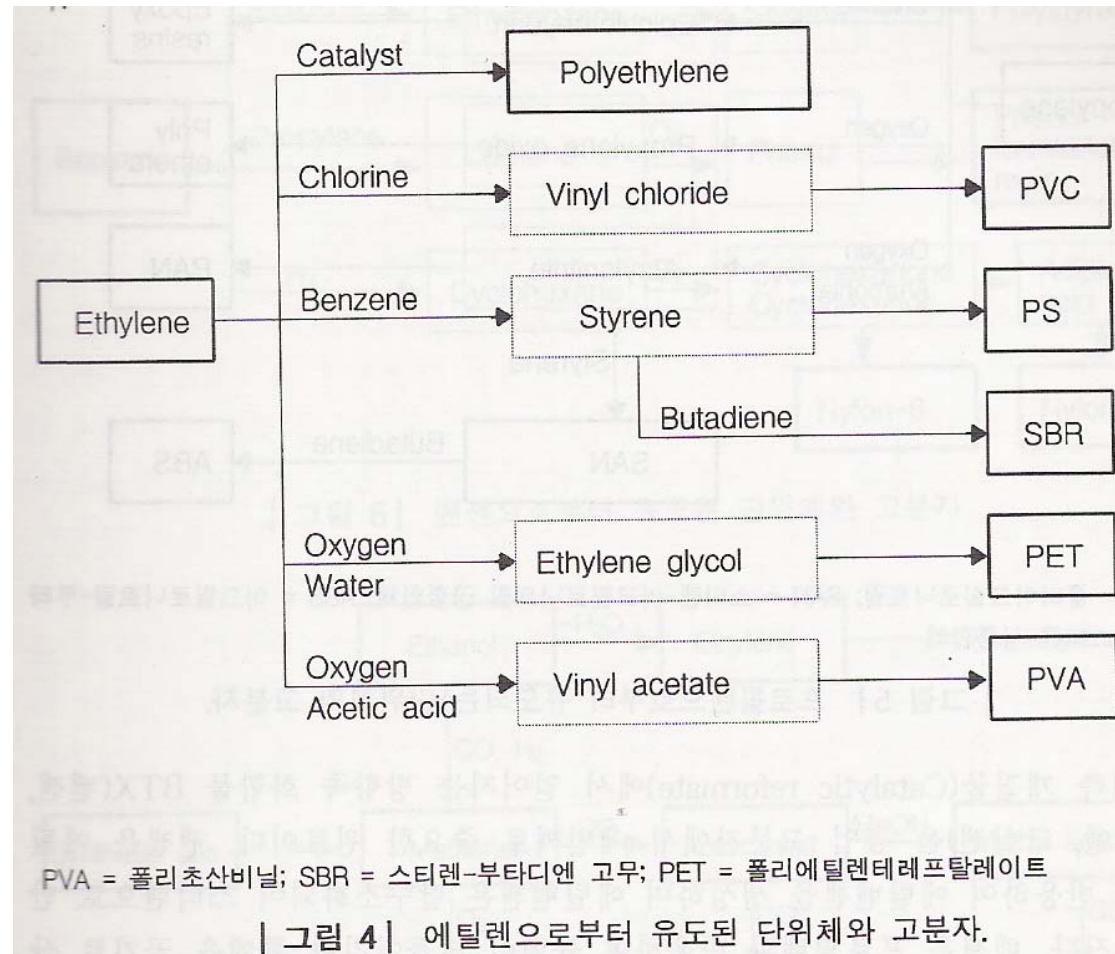 Catalyst
Polyethylene
Chlorine
Vinyl chloride
PVC
Ethylene
Benzene
Styrene
PS
Butadiene
SBR
Oxygen
Water
Ethylene glycol
PET
Oxygen
Acetic acid
Vinyl acetate
PVA
PVA = 폴리초산비닐; SBR = 스티렌-부타디엔 고무; PET = 폴리에틸렌테레프탈레이트
| 그림 4 | 에틸렌으로부터 유도된 단위체와 고분자.